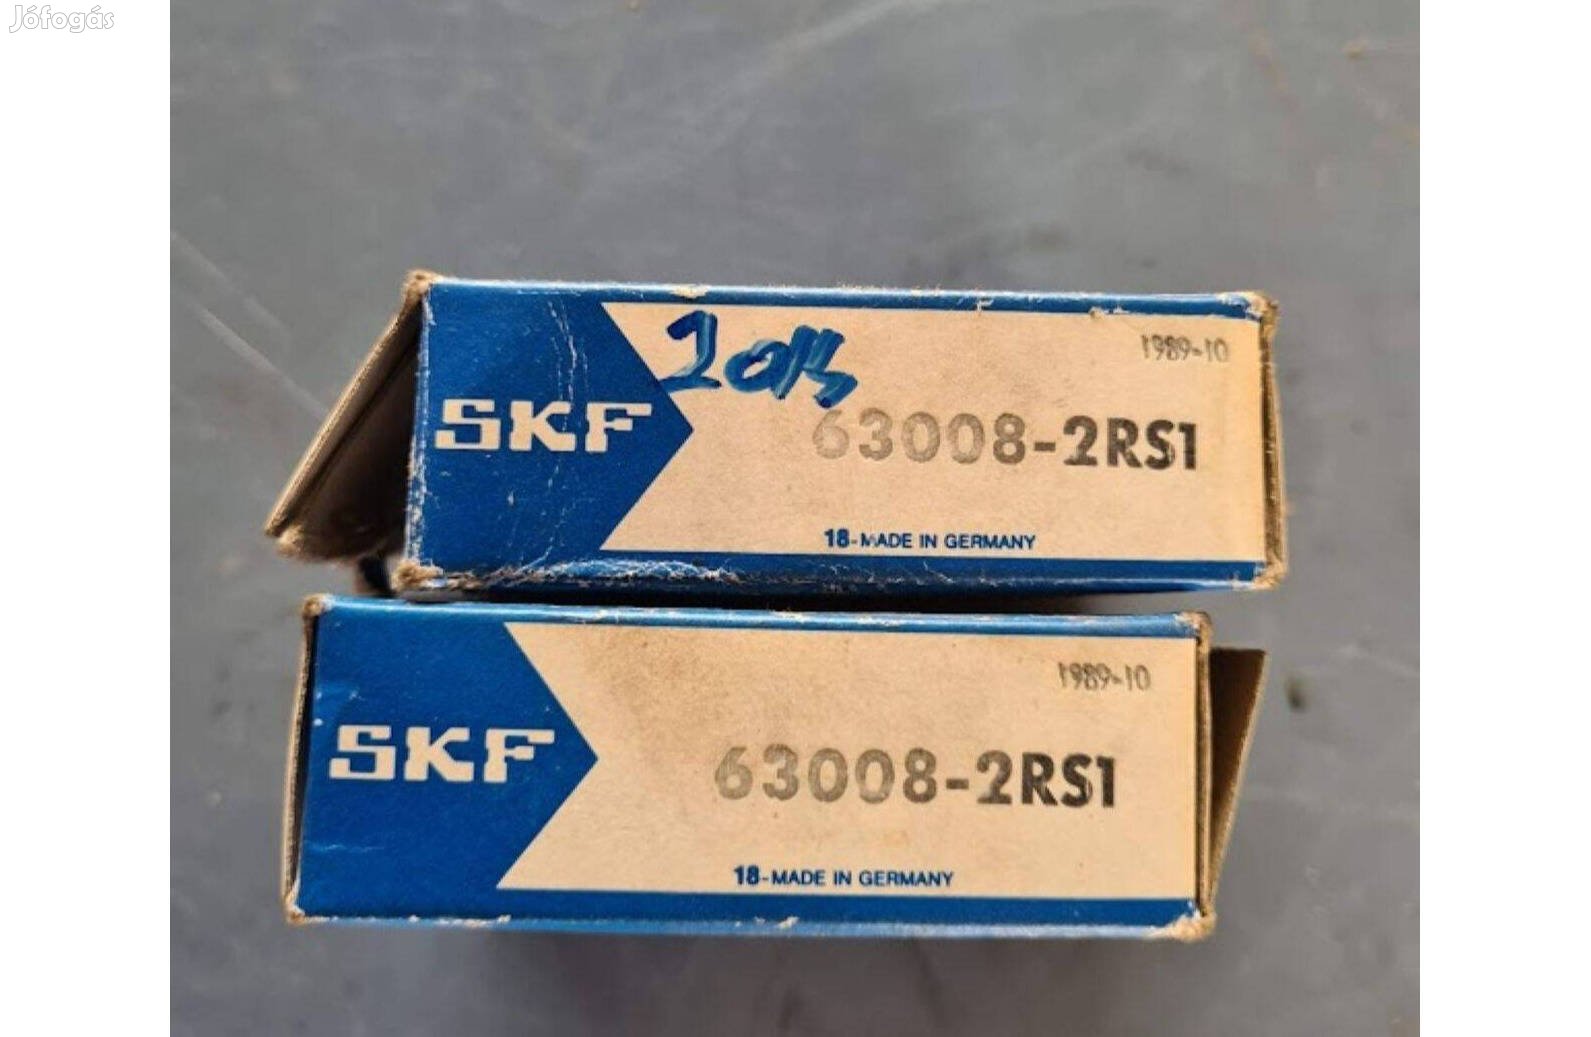 Jófogás
1989-10
SKF
63008-2RS1
18-MADE IN GERMANY
1989-10
SKF
63008-2RS1
18-MADE IN GERMANY